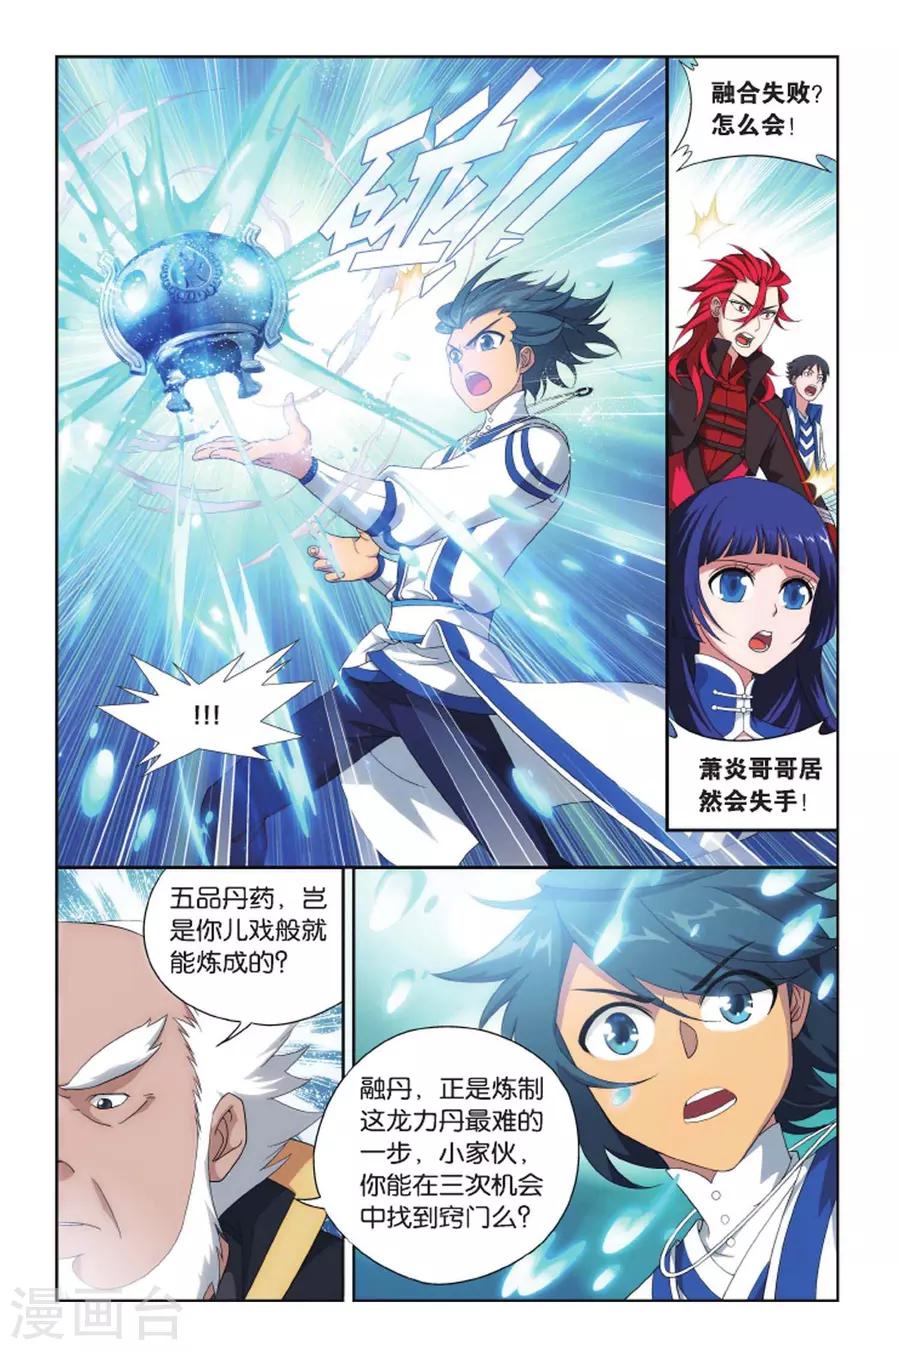 碰!!
融合失败?
怎么会!
!!!
萧炎哥哥居
然会失手!
五品丹药，岂
是你儿戏般就
能炼成的?
融丹，正是炼制
这龙力丹最难的
一步，小家伙，
你能在三次机会
中找到窍门么?
漫画台